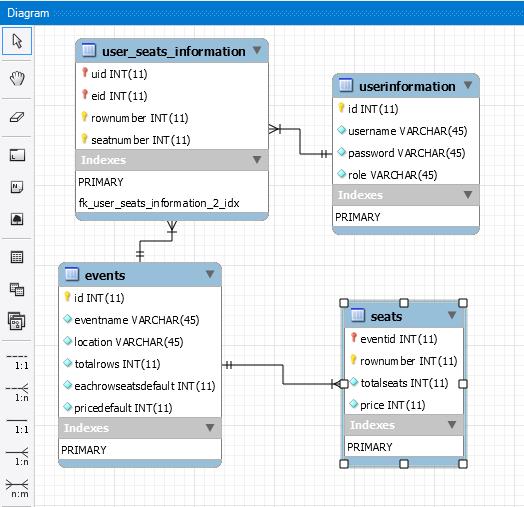 Diagram
user_seats_information
uid INT(11)
eid INT(11)
rownumber INT(11)
seatnumber INT(11)
Indexes
PRIMARY
fk_user_seats_information_2_idx
userinformation
id INT(11)
username VARCHAR(45)
password VARCHAR(45)
role VARCHAR(45)
Indexes
PRIMARY
events
id INT(11)
eventname VARCHAR(45)
location VARCHAR(45)
totalrows INT(11)
eachrowseatsdefault INT(11)
pricedefault INT(11)
Indexes
PRIMARY
seats
eventid INT(11)
rownumber INT(11)
totalseats INT(11)
price INT(11)
Indexes
PRIMARY
1:1
1:n
1:1
1:n
n:m